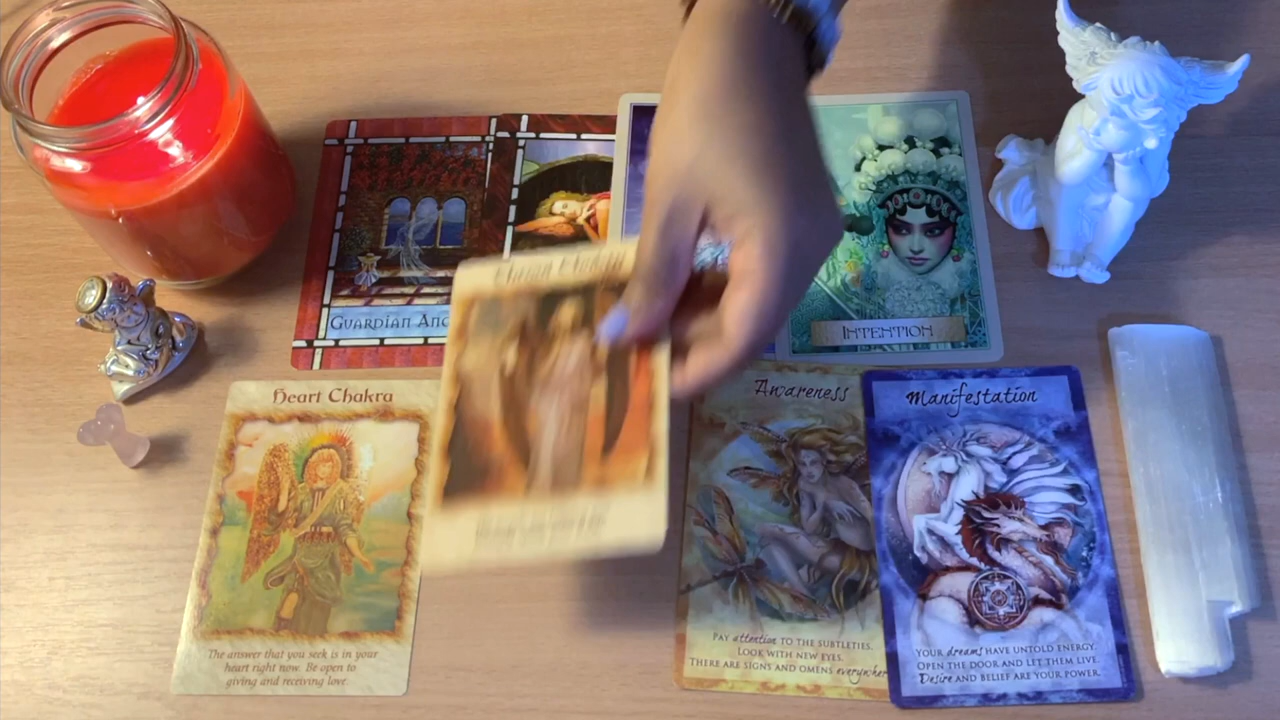 GUARDIAN ANG
INTENTION
Heart Chakra
The answer that you seek is in your
heart right now. Be open to
giving and receiving love.
Awareness
PAY attention TO THE SUBTLETIES.
LOOK WITH NEW EYES.
THERE ARE SIGNS AND OMENS everywher
Manifestation
YOUR dreams HAVE UNTOLD ENERGY.
OPEN THE DOOR AND LET THEM LIVE.
Desire AND BELIEF ARE YOUR POWER.